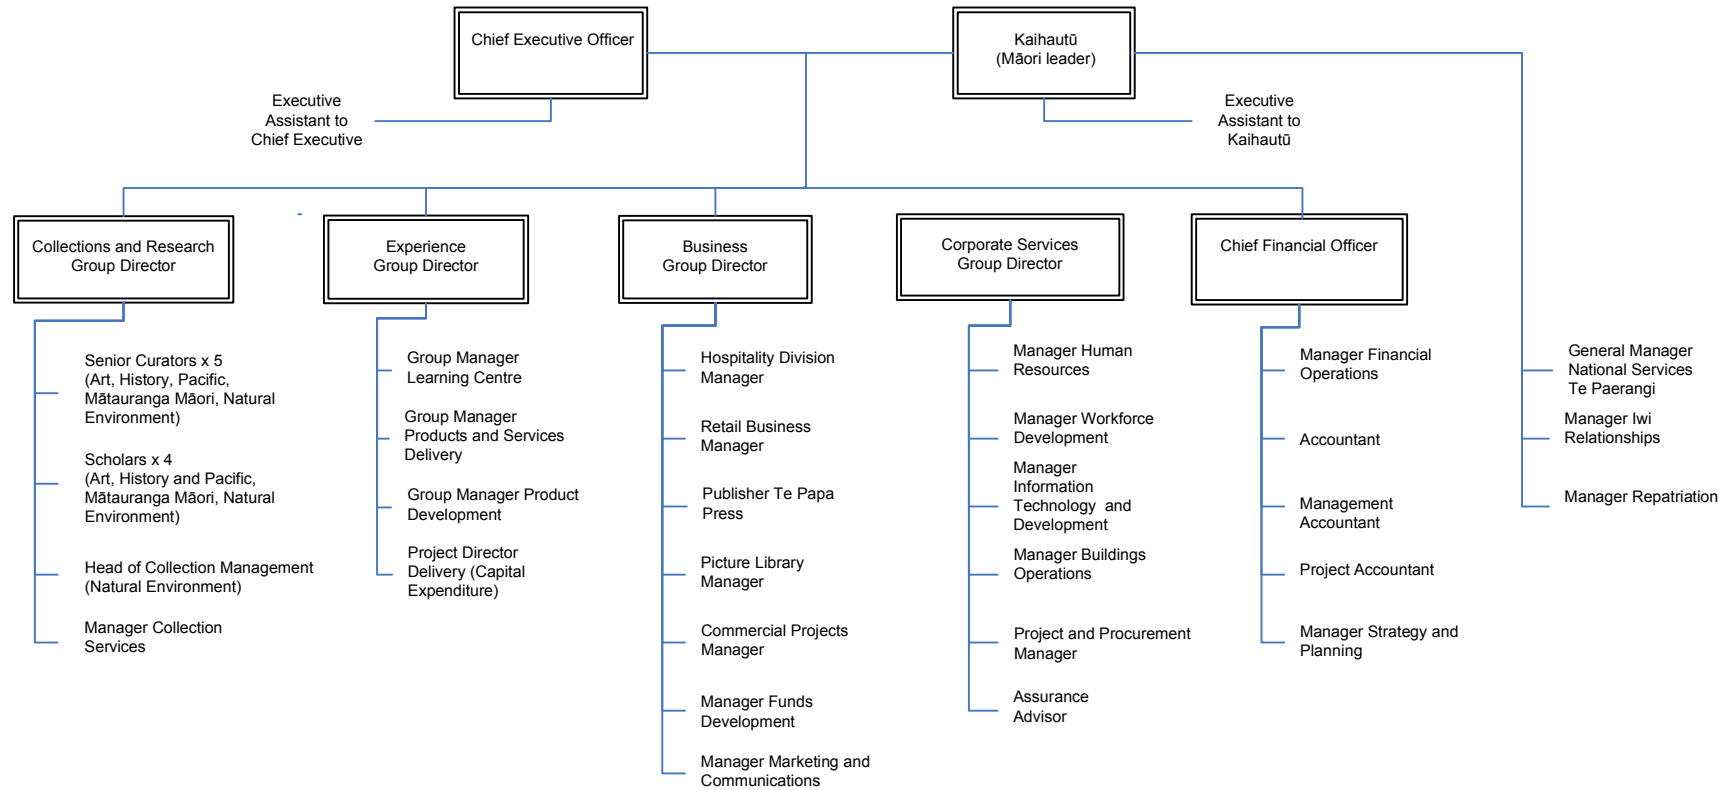 Chief Executive Officer
Kaihautū
(Māori leader)
Executive
Assistant to
Chief Executive
Executive
Assistant to
Kaihautū
Collections and Research
Group Director
Experience
Group Director
Business
Group Director
Corporate Services
Group Director
Chief Financial Officer
Senior Curators x 5
(Art, History, Pacific,
Mātauranga Māori, Natural
Environment)
Scholars x 4
(Art, History and Pacific,
Mātauranga Māori, Natural
Environment)
Head of Collection Management
(Natural Environment)
Manager Collection
Services
Group Manager
Learning Centre
Group Manager
Products and Services
Delivery
Group Manager Product
Development
Project Director
Delivery (Capital
Expenditure)
Hospitality Division
Manager
Retail Business
Manager
Publisher Te Papa
Press
Picture Library
Manager
Commercial Projects
Manager
Manager Funds
Development
Manager Marketing and
Communications
Manager Human
Resources
Manager Workforce
Development
Manager
Information
Technology and
Development
Manager Buildings
Operations
Project and Procurement
Manager
Assurance
Advisor
Manager Financial
Operations
Accountant
Management
Accountant
Project Accountant
Manager Strategy and
Planning
General Manager
National Services
Te Paerangi
Manager Iwi
Relationships
Manager Repatriation